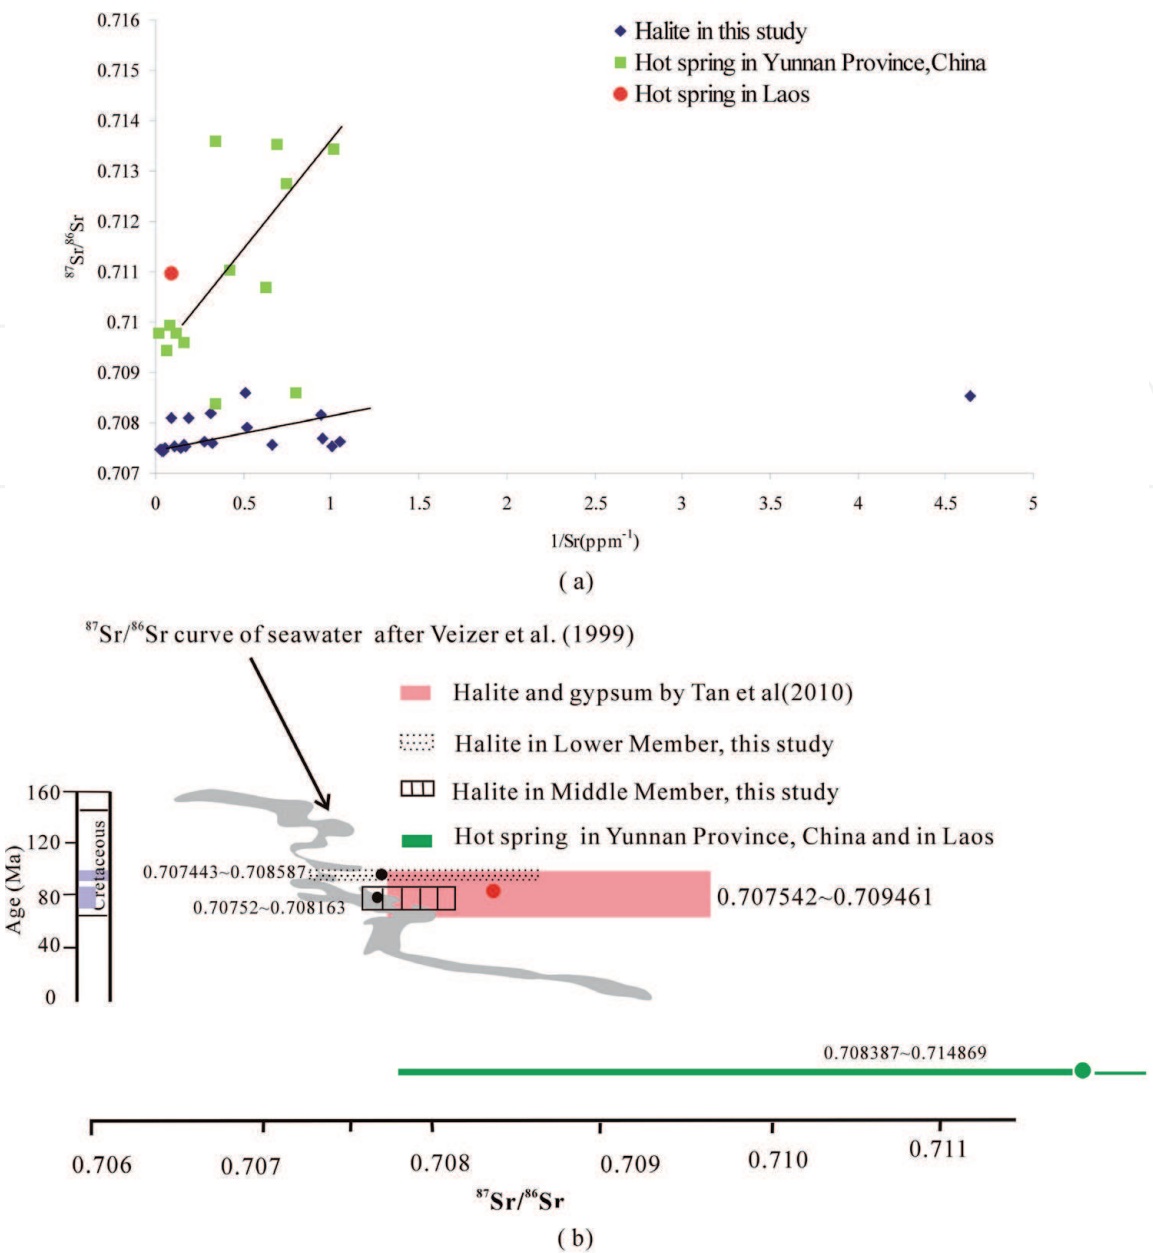 0.716
0.715
0.714
0.713
0.712
0.711
0.71
0.709
0.708
0.707
87Sr/86Sr
Halite in this study
Hot spring in Yunnan Province,China
Hot spring in Laos
0 0.5 1 1.5 2 2.5 3 3.5 4 4.5 5
1/Sr(ppm-1)
( a )
87Sr/86Sr curve of seawater after Veizer et al. (1999)
Halite and gypsum by Tan et al(2010)
Halite in Lower Member, this study
Halite in Middle Member, this study
Hot spring in Yunnan Province, China and in Laos
160
120
80
40
0
Age (Ma)
Cretaceous
0.707443~0.708587
0.70752~0.708163
0.707542~0.709461
0.708387~0.714869
0.706 0.707 0.708 0.709 0.710 0.711
87Sr/86Sr
( b )